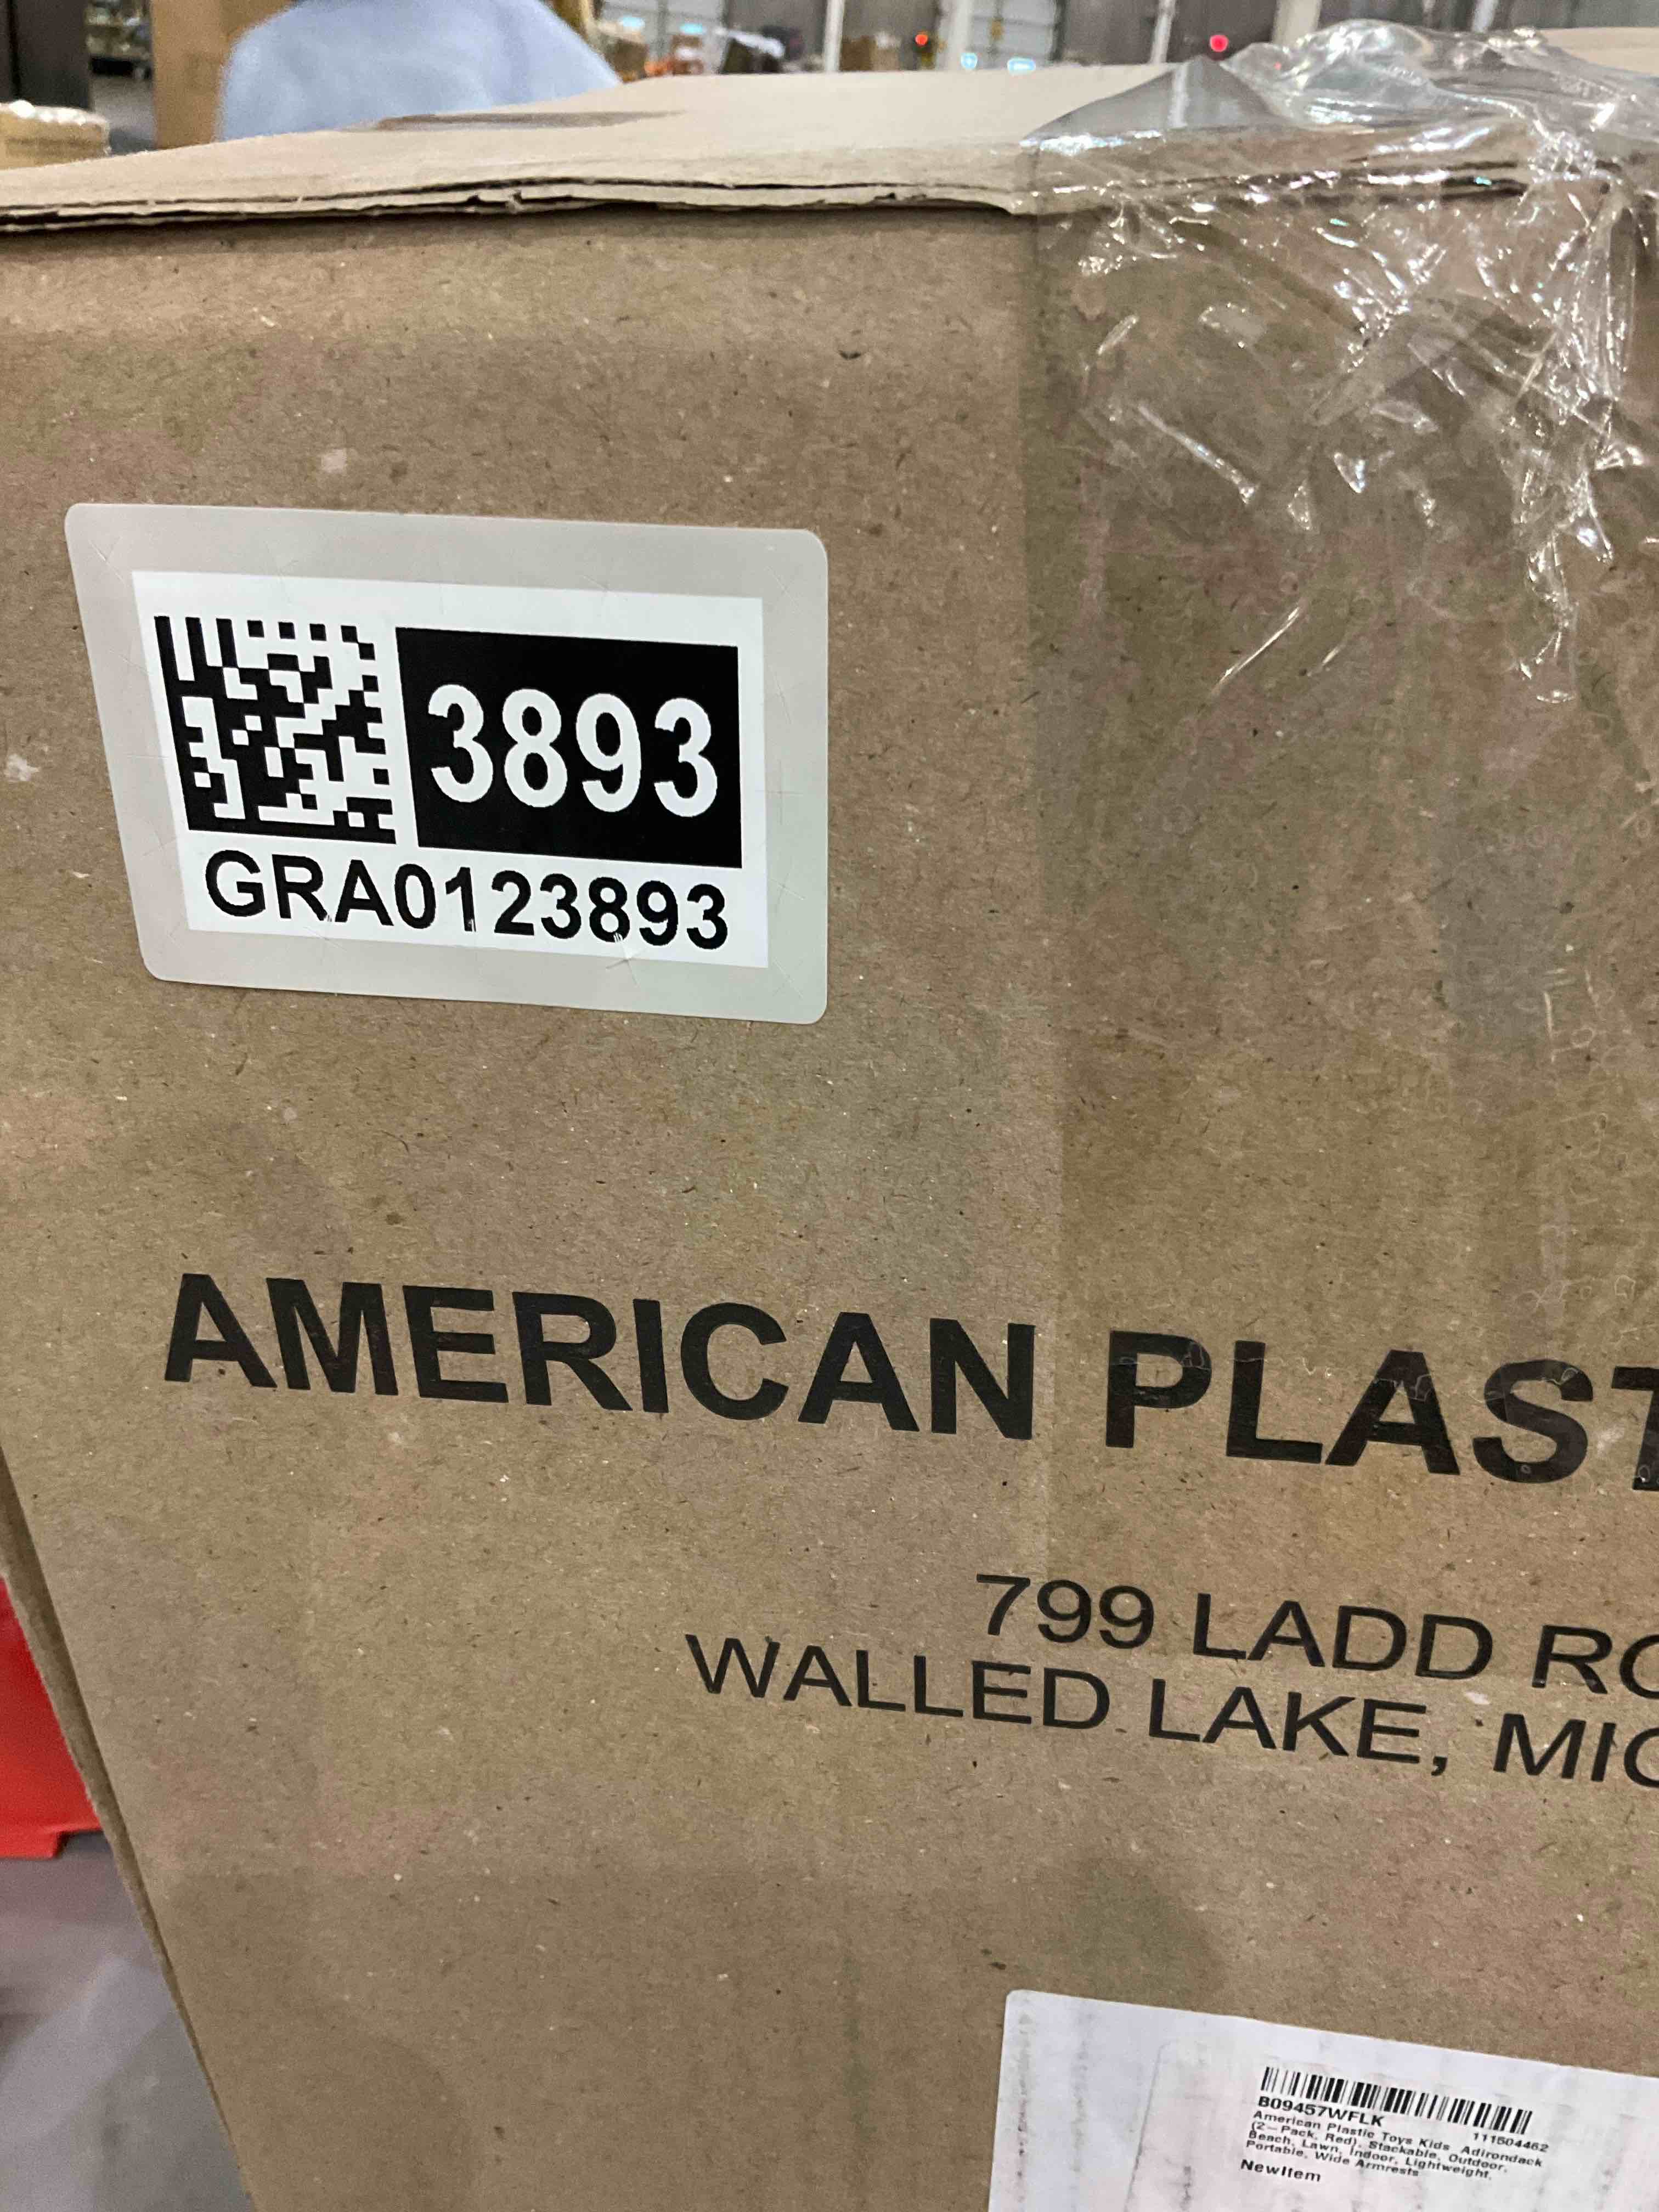 3893
GRA0123893
AMERICAN PLAST
799 LADD RO
WALLED LAKE, MIC
B09457WFLK
111504462
American Plastic Toys Kids Adirondack
(2-Pack, Red), Stackable, Outdoor,
Beach, Lawn, Indoor, Lightweight,
Portable, Wide Armrests
NewItem